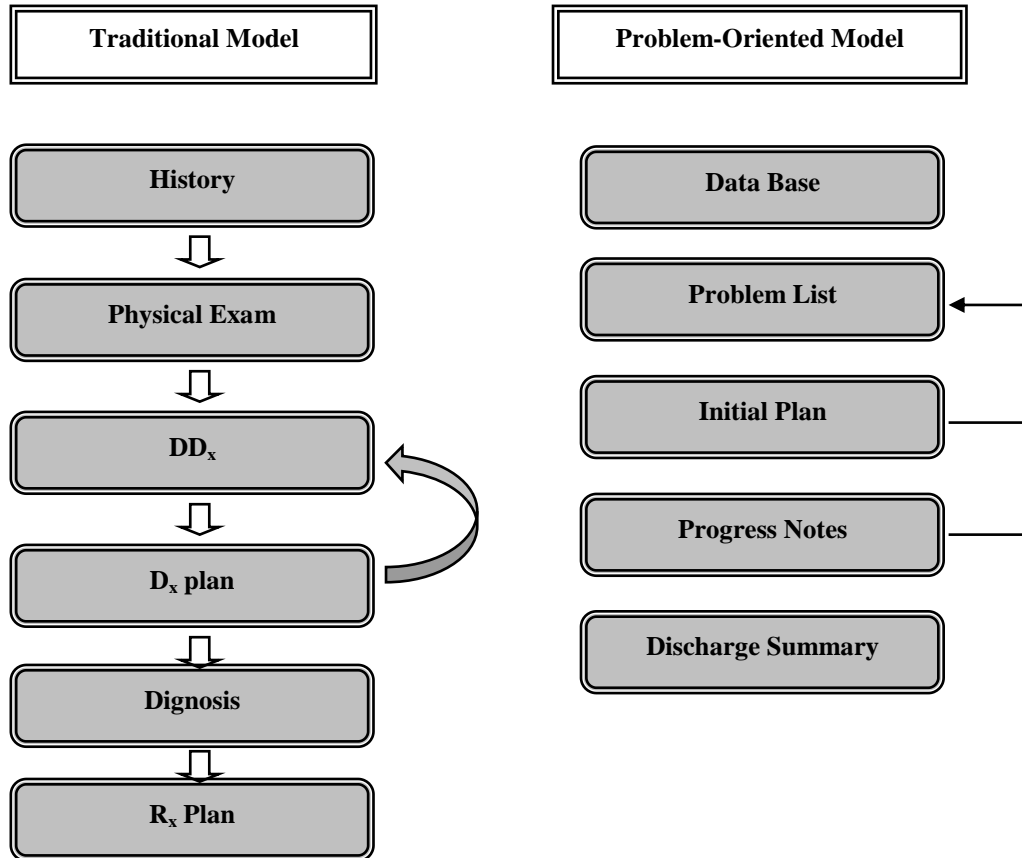 Traditional Model
History
Physical Exam
DDx
Dx plan
Dignosis
Rx Plan
Problem-Oriented Model
Data Base
Problem List
Initial Plan
Progress Notes
Discharge Summary